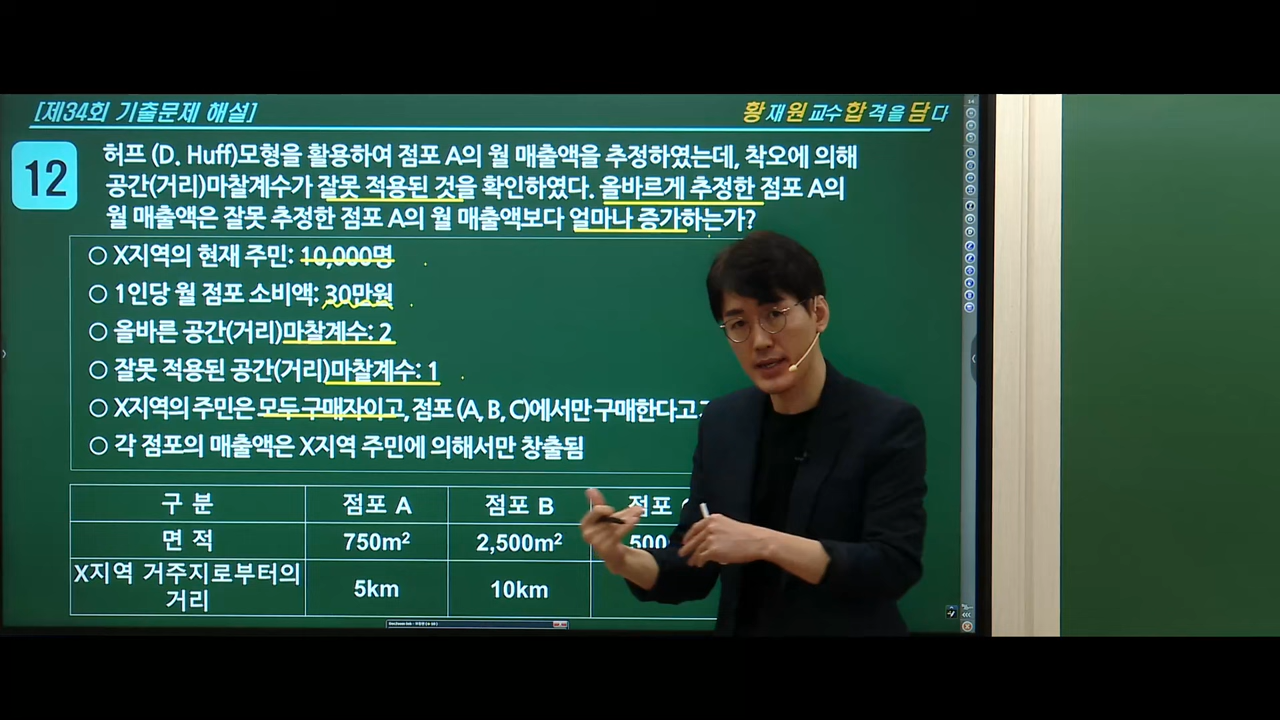 [제34회 기출문제 해설]
황재원교수합격을담다
12
허프 (D. Huff)모형을 활용하여 점포 A의 월 매출액을 추정하였는데, 착오에 의해
공간(거리)마찰계수가 잘못 적용된 것을 확인하였다. 올바르게 추정한 점포 A의
월 매출액은 잘못 추정한 점포 A의 월 매출액보다 얼마나 증가하는가?
○ X지역의 현재 주민: 10,000명
○ 1인당 월 점포 소비액: 30만원
○ 올바른 공간(거리)마찰계수: 2
○ 잘못 적용된 공간(거리)마찰계수: 1
○ X지역의 주민은 모두 구매자이고, 점포 (A, B, C)에서만 구매한다고
○ 각 점포의 매출액은 X지역 주민에 의해서만 창출됨
구 분 점포 A 점포 B 점포
면 적 750m² 2,500m² 500
X지역 거주지로부터의
거리 5km 10km